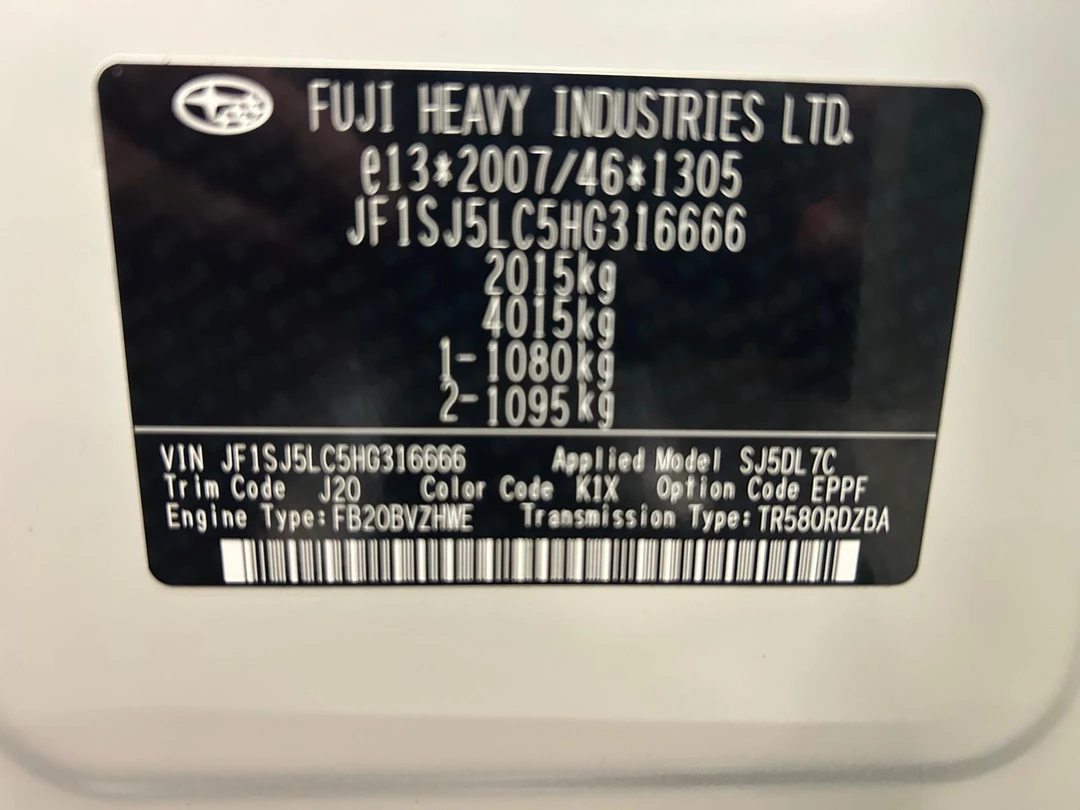 FUJI HEAVY INDUSTRIES LTD.
e13*2007/46*1305
JF1SJ5LC5HG316666
2015kg
4015kg
1-1080kg
2-1095kg
VIN JF1SJ5LC5HG316666 Applied Model SJ5DL7C
Trim Code J20 Color Code K1X Option Code EPPF
Engine Type: FB20BVZHWE Transmission Type: TR580RDZBA